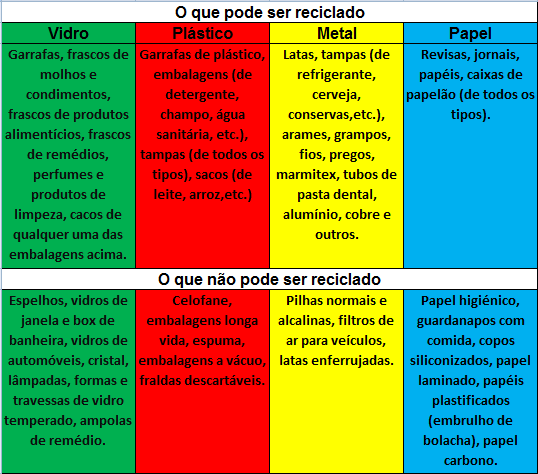 O que pode ser reciclado
Vidro
Garrafas, frascos de
molhos e
condimentos,
frascos de produtos
alimentícios, frascos
de remédios,
perfumes e
produtos de
limpeza, cacos de
qualquer uma das
embalagens acima.
Plástico
Garrafas de plástico,
embalagens (de
detergente,
champo, água
sanitária, etc.),
tampas (de todos os
tipos), sacos (de
leite, arroz,etc.)
Metal
Latas, tampas (de
refrigerante,
cerveja,
conservas,etc.),
arames, grampos,
fios, pregos,
marmitex, tubos de
pasta dental,
alumínio, cobre e
outros.
Papel
Revisas, jornais,
papéis, caixas de
papelão (de todos os
tipos).
O que não pode ser reciclado
Espelhos, vidros de
janela e box de
banheira, vidros de
automóveis, cristal,
lâmpadas, formas e
travessas de vidro
temperado, ampolas
de remédio.
Celofane,
embalagens longa
vida, espuma,
embalagens a vácuo,
fraldas descartáveis.
Pilhas normais e
alcalinas, filtros de
ar para veículos,
latas enferrujadas.
Papel higiénico,
guardanapos com
comida, copos
siliconizados, papel
laminado, papéis
plastificados
(embrulho de
bolacha), papel
carbono.